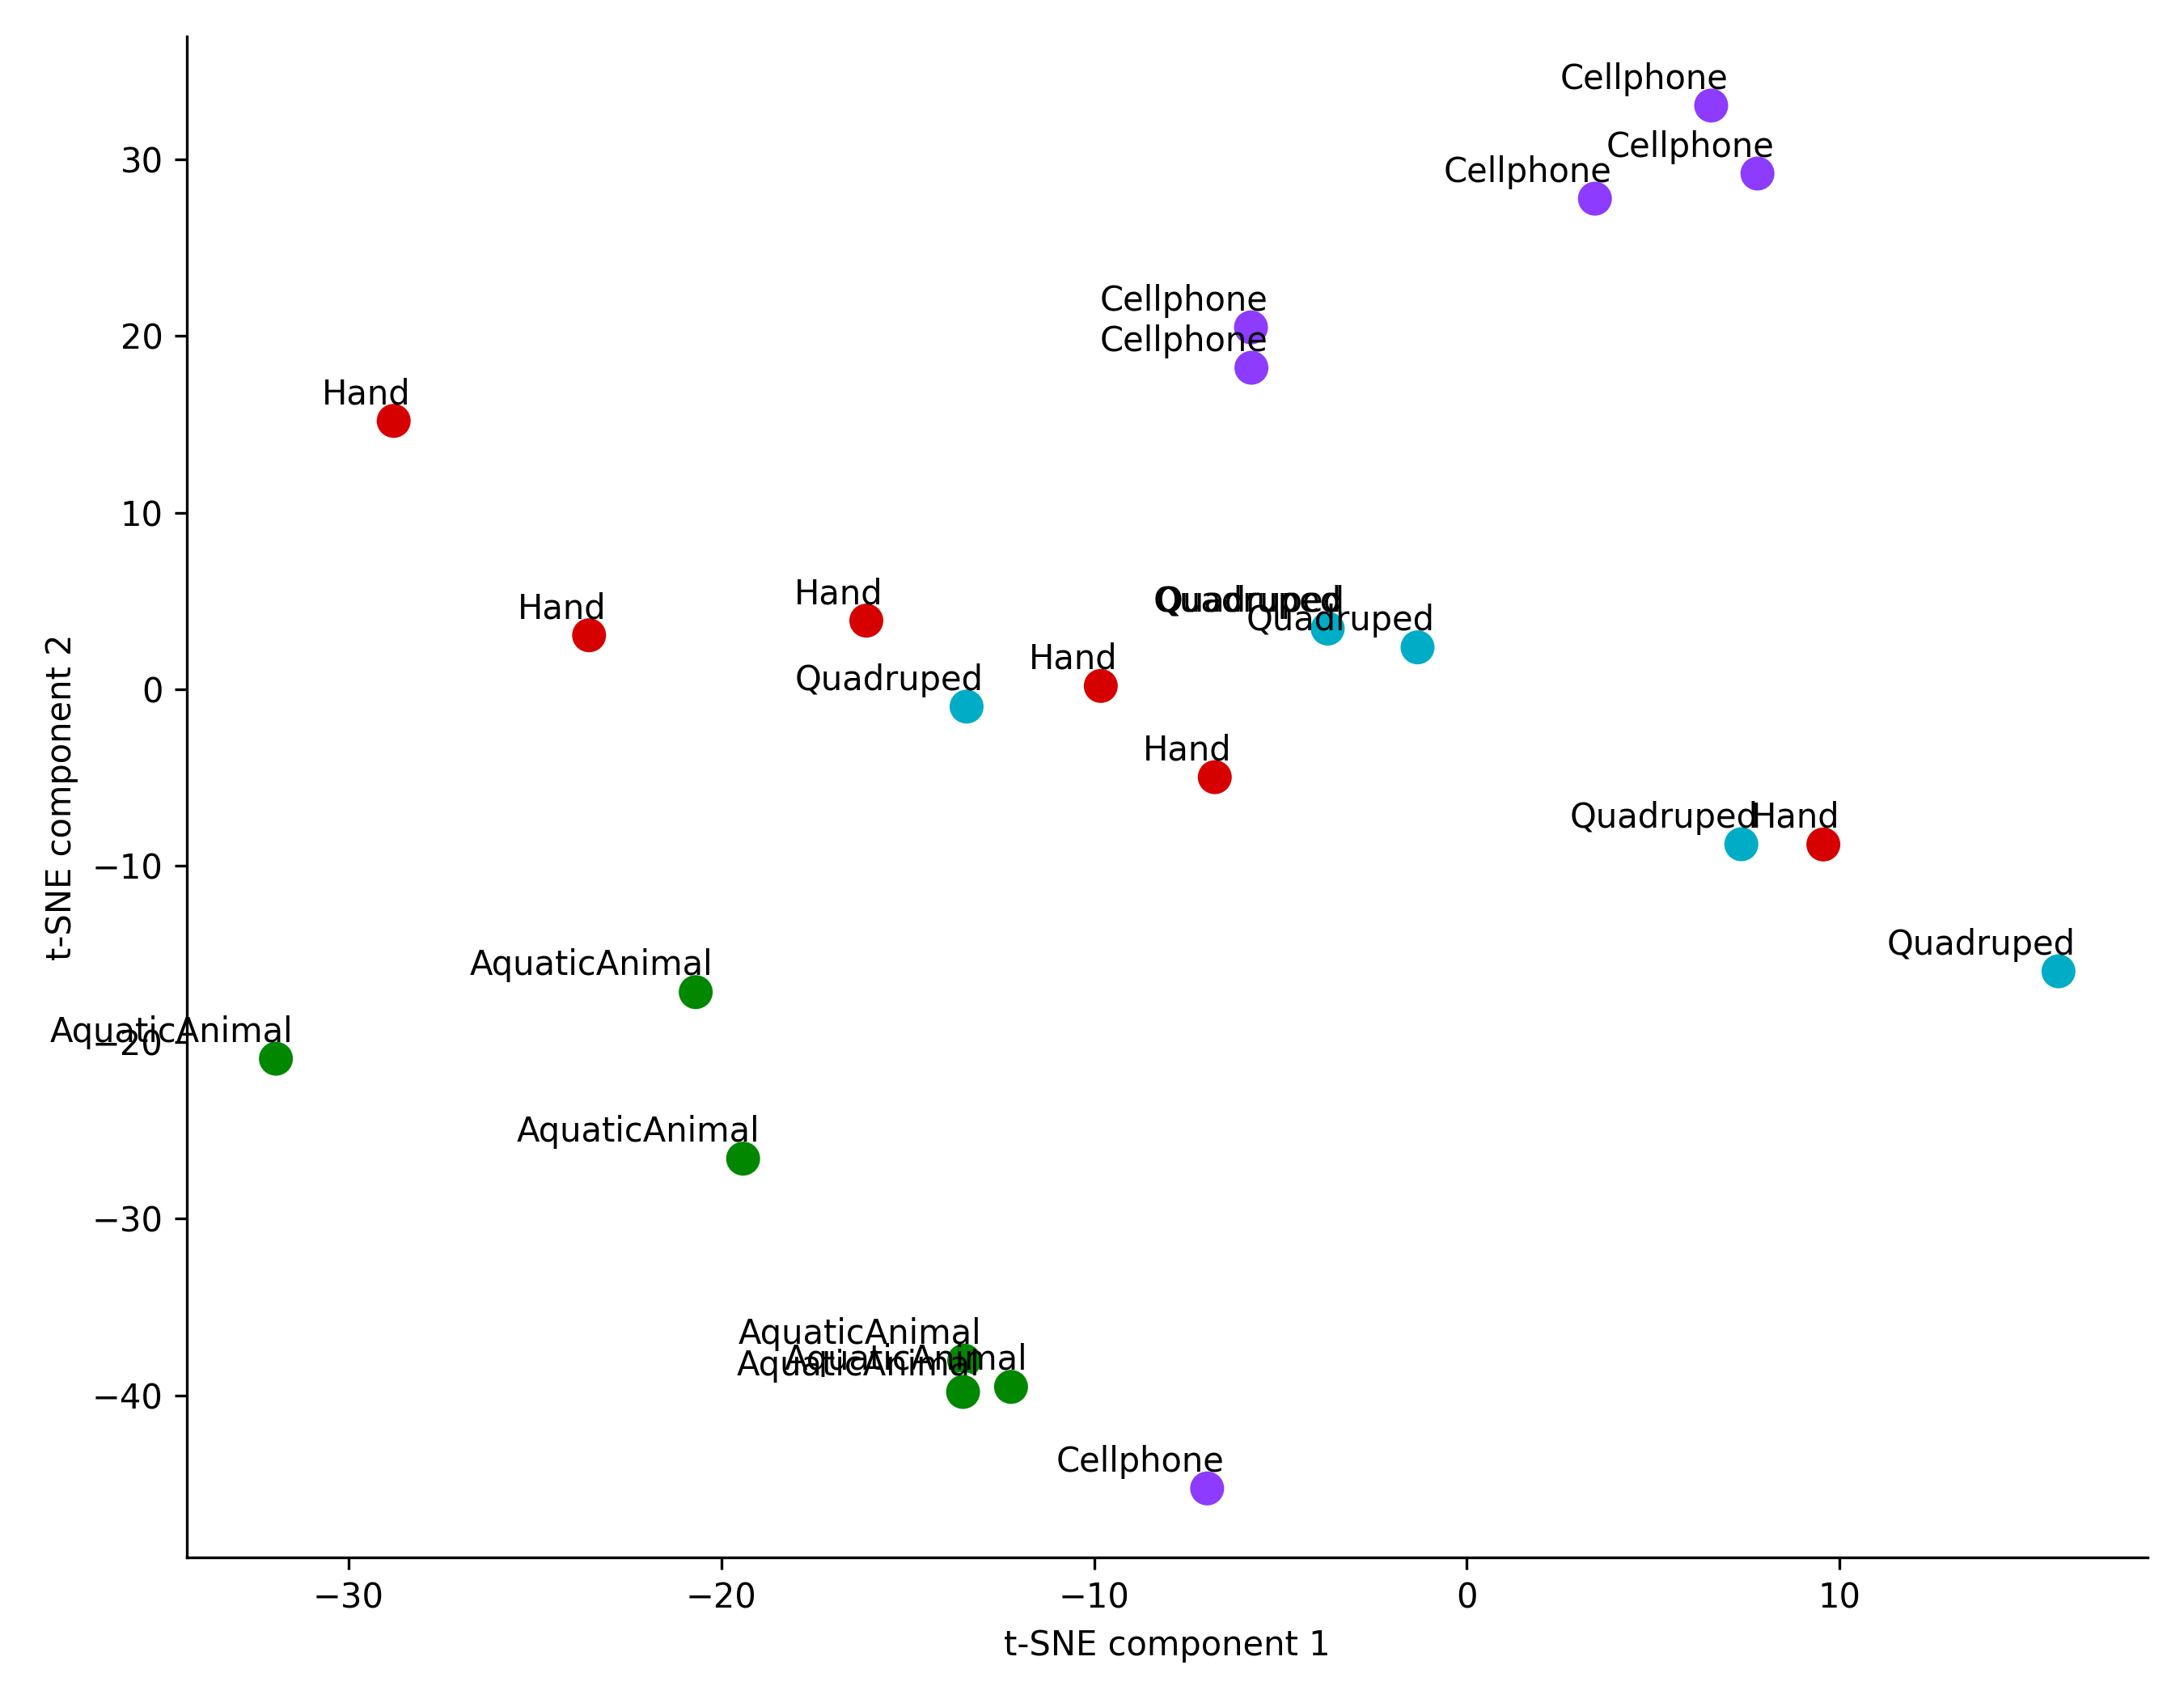 Cellphone
Cellphone
Cellphone
30
Cellphone
20
Cellphone
Hand
10
Hand
Hand
Quadruped
Quadruped
Quadruped
Hand
Quadruped
0
Hand
Quadruped
Hand
−10
Quadruped
AquaticAnimal
AquaticAnimal
−20
AquaticAnimal
−30
AquaticAnimal
AquaticAnimal
AquaticAnimal
−40
Cellphone
−30
−20
−10
0
10
t-SNE component 1
t-SNE component 2